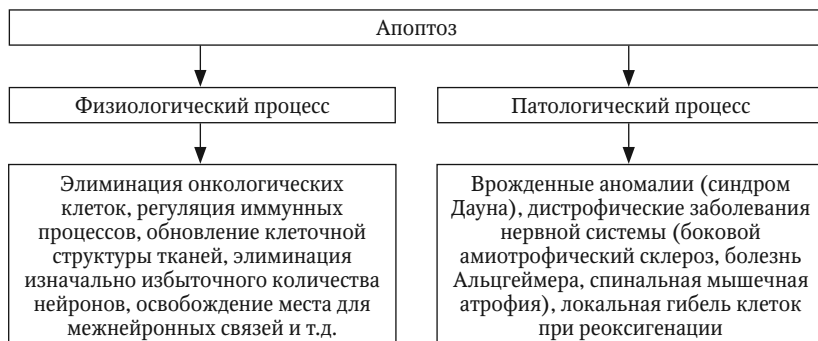 Апоптоз
Физиологический процесс
Патологический процесс
Элиминация онкологических
клеток, регуляция иммунных
процессов, обновление клеточной
структуры тканей, элиминация
изначально избыточного количества
нейронов, освобождение места для
межнейронных связей и т.д.
Врожденные аномалии (синдром
Дауна), дистрофические заболевания
нервной системы (боковой
амиотрофический склероз, болезнь
Альцгеймера, спинальная мышечная
атрофия), локальная гибель клеток
при реоксигенации